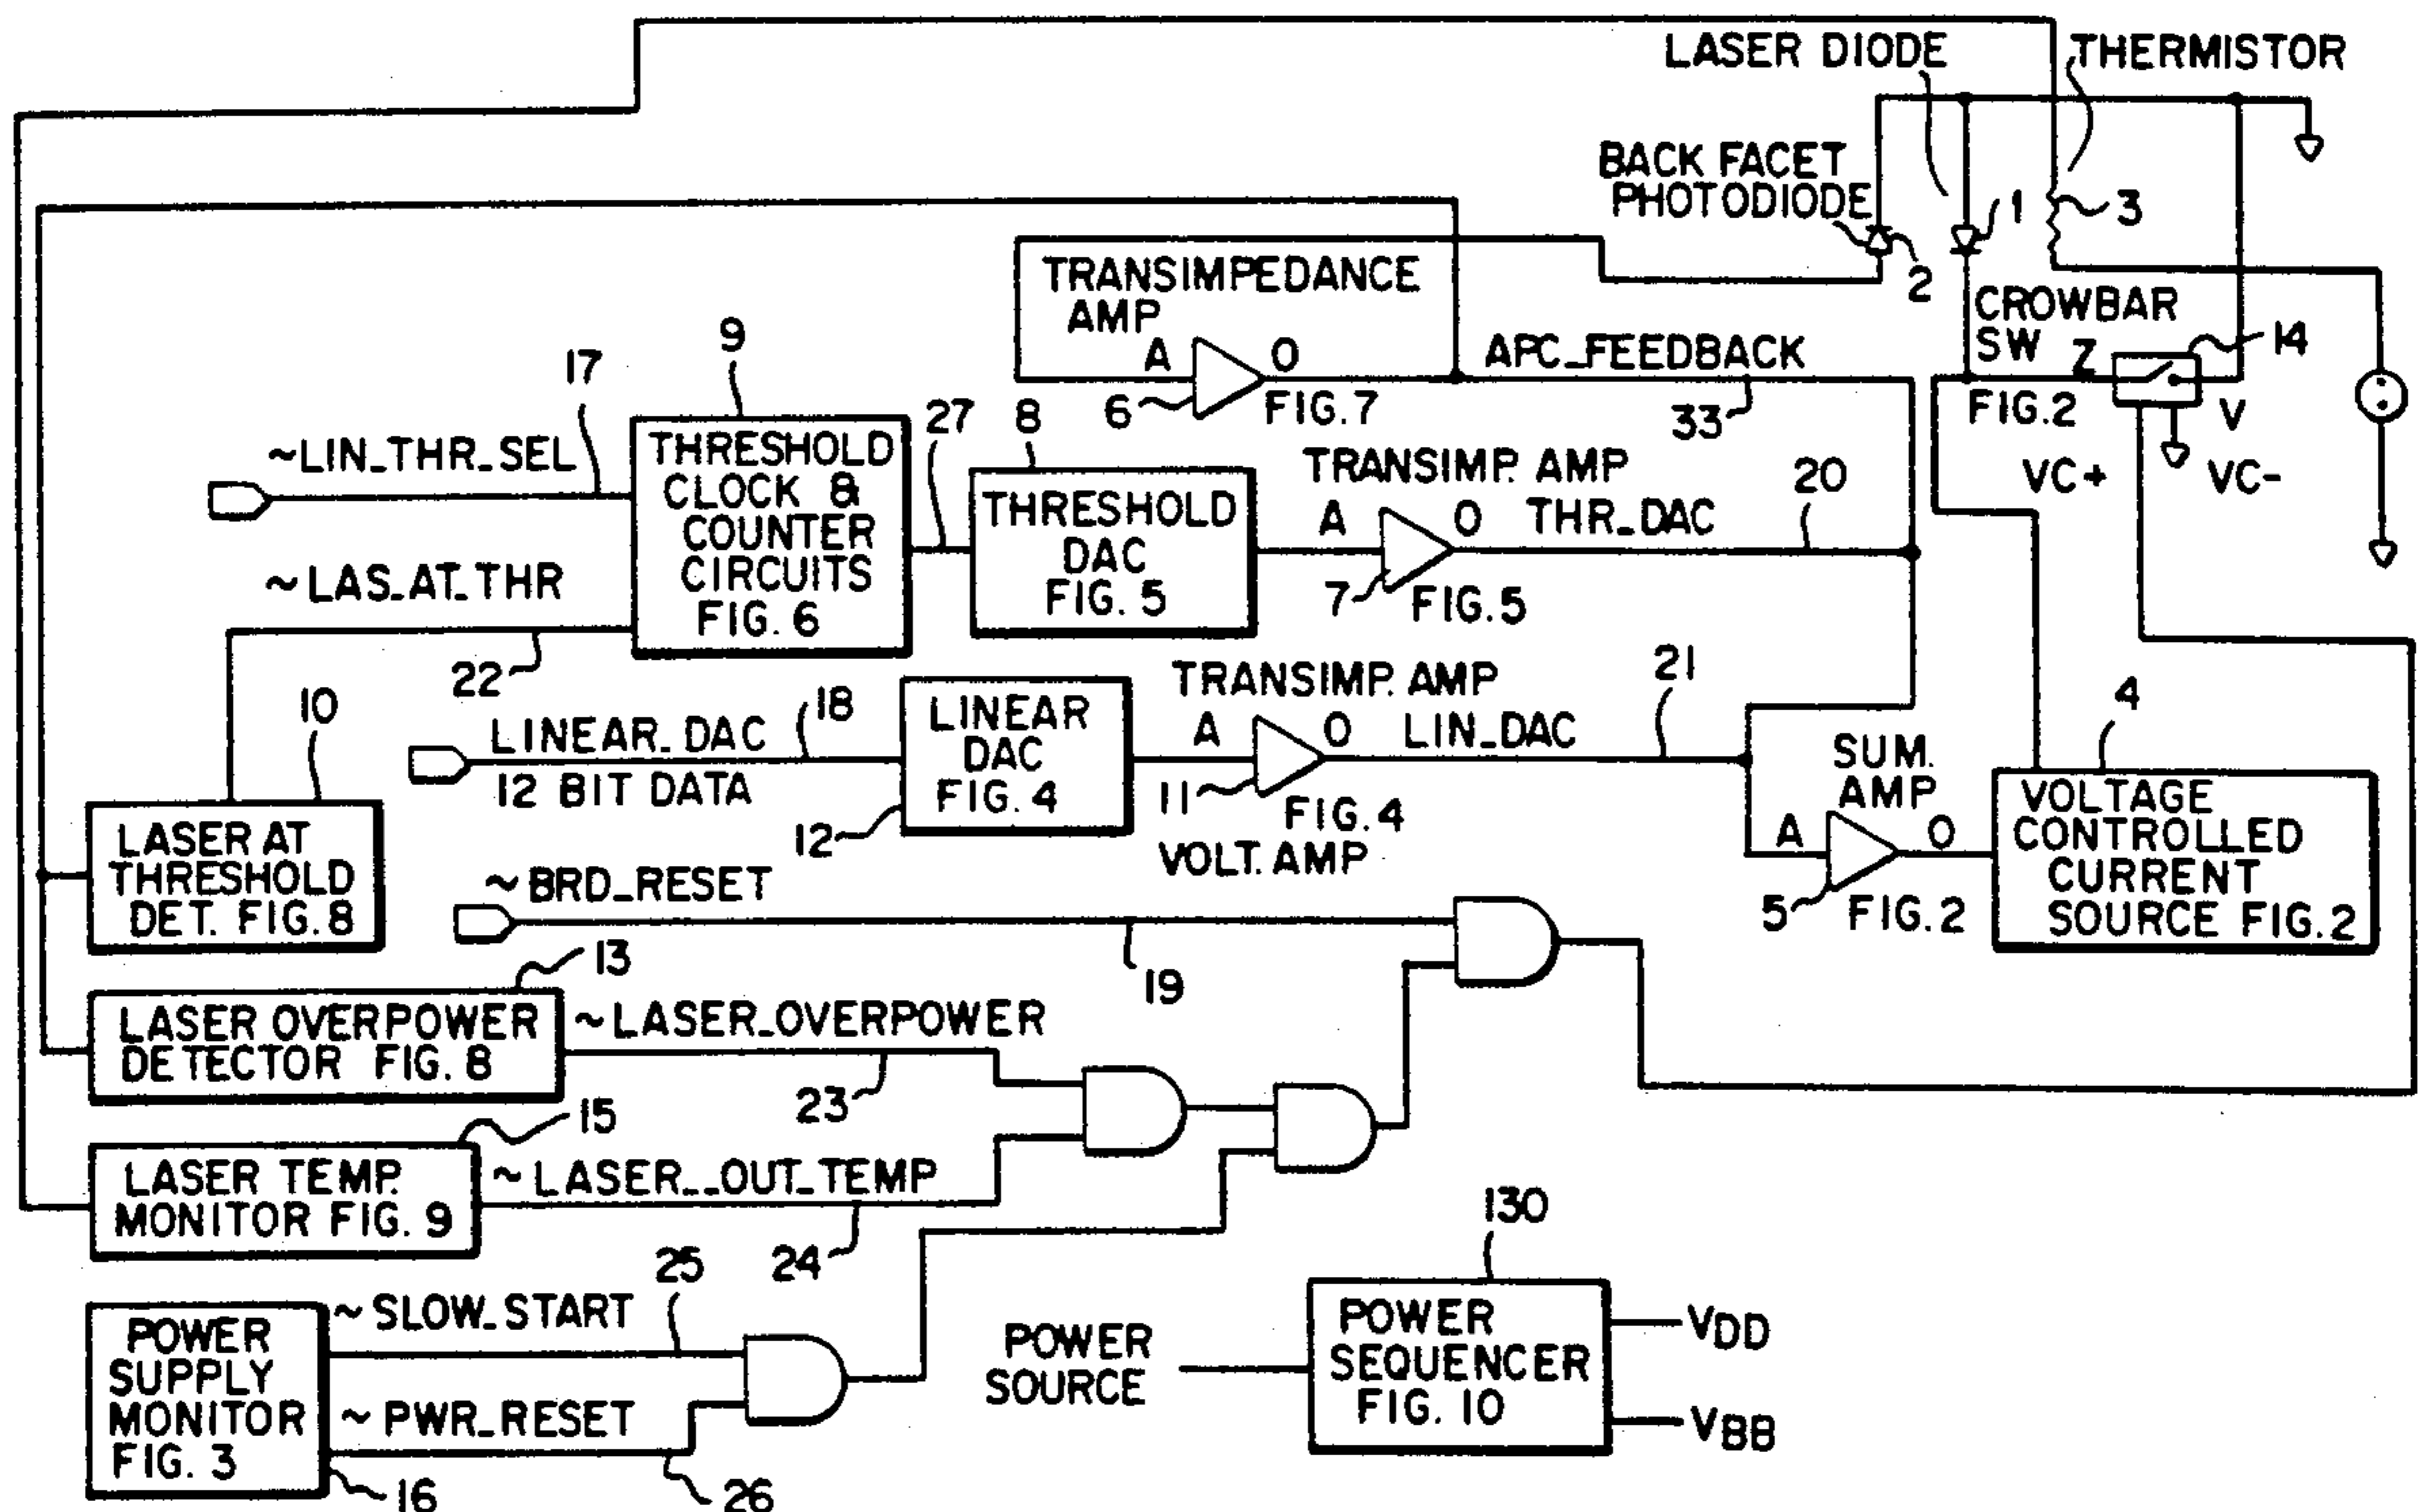 LASER DIODE
THERMISTOR
BACK FACET
PHOTODIODE
1
3
2
TRANSIMPEDANCE
AMP
CROWBAR
SW
Z
14
9
17
A
O
APC_FEEDBACK
6
FIG. 7
33
FIG.2
V
27
8
~LIN_THR_SEL
THRESHOLD
CLOCK &
COUNTER
CIRCUITS
FIG. 6
TRANSIMP. AMP
20
VC+
VC-
THRESHOLD
DAC
FIG. 5
A
O
THR_DAC
~LAS_AT_THR
7
FIG. 5
22
TRANSIMP. AMP
21
10
18
4
LINEAR_DAC
12 BIT DATA
LINEAR
DAC
FIG. 4
A
O
LIN_DAC
SUM.
AMP
11
FIG. 4
12
VOLT. AMP
A
O
VOLTAGE
CONTROLLED
CURRENT
SOURCE FIG. 2
LASER AT
THRESHOLD
DET. FIG. 8
~BRD_RESET
5
FIG. 2
13
19
LASER OVERPOWER
DETECTOR FIG. 8
~LASER_OVERPOWER
23
15
LASER TEMP.
MONITOR FIG. 9
~LASER__OUT_TEMP
130
25
24
~SLOW_START
POWER
SUPPLY
MONITOR
FIG. 3
POWER
SOURCE
POWER
SEQUENCER
FIG. 10
VDD
~PWR_RESET
VBB
16
26